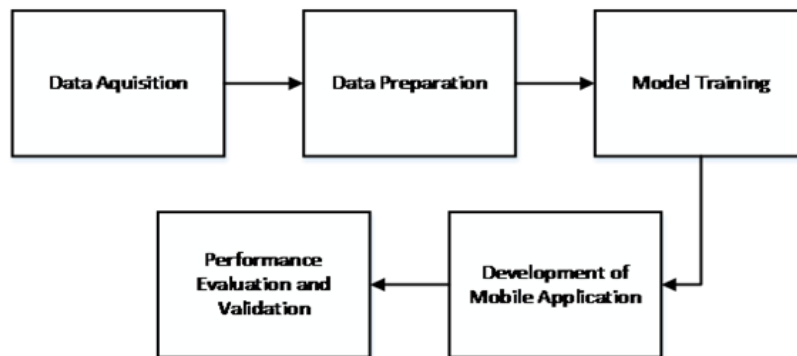 Data Aquisition
Data Preparation
Model Training
Performance
Evaluation and
Validation
Development of
Mobile Application